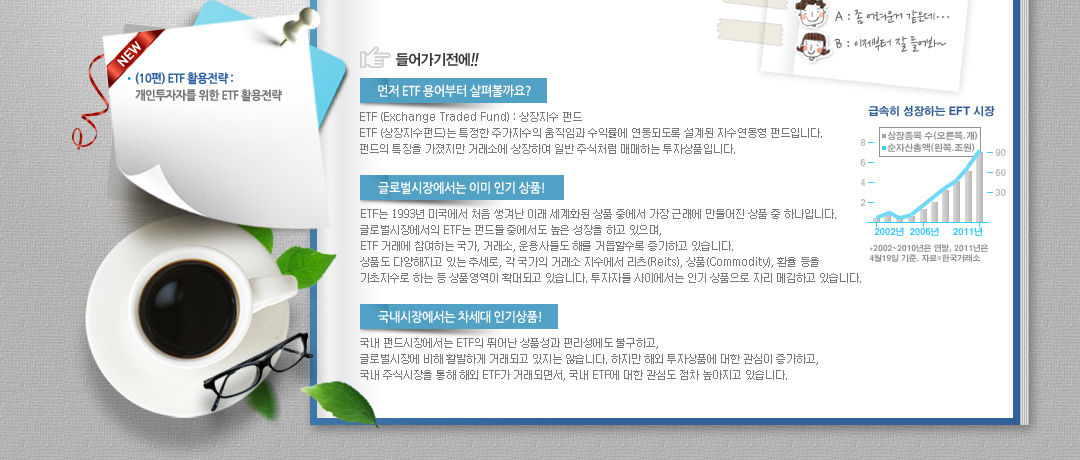 A : 좀 어려운거 같은데...
B : 이제부터 잘 들어봐~
NEW
(10편) ETF 활용전략 :
개인투자자를 위한 ETF 활용전략
들어가기전에!!
먼저 ETF 용어부터 살펴볼까요?
ETF (Exchange Traded Fund) : 상장지수 펀드
ETF (상장지수펀드)는 특정한 주가지수의 움직임과 수익률에 연동되도록 설계된 지수연동형 펀드입니다.
펀드의 특징을 가졌지만 거래소에 상장하여 일반 주식처럼 매매하는 투자상품입니다.
글로벌시장에서는 이미 인기 상품!
ETF는 1993년 미국에서 처음 생겨난 이래 세계화된 상품 중에서 가장 근래에 만들어진 상품 중 하나입니다.
글로벌시장에서의 ETF는 펀드들 중에서도 높은 성장을 하고 있으며,
ETF 거래에 참여하는 국가, 거래소, 운용사들도 해를 거듭할수록 증가하고 있습니다.
상품도 다양해지고 있는 추세로, 각 국가의 거래소 지수에서 리츠(Reits), 상품(Commodity), 환율 등을
기초지수로 하는 등 상품영역이 확대되고 있습니다. 투자자들 사이에서는 인기 상품으로 자리 메김하고 있습니다.
국내시장에서는 차세대 인기상품!
국내 펀드시장에서는 ETF의 뛰어난 상품성과 편리성에도 불구하고,
글로벌시장에 비해 활발하게 거래되고 있지는 않습니다. 하지만 해외 투자상품에 대한 관심이 증가하고,
국내 주식시장을 통해 해외 ETF가 거래되면서, 국내 ETF에 대한 관심도 점차 높아지고 있습니다.
급속히 성장하는 EFT 시장
상장종목 수(오른쪽.개)
순자산총액(왼쪽.조원)
8
6
4
2
90
60
30
2002년 2006년 2011년
*2002~2010년은 연말, 2011년은
4월19일 기준. 자료=한국거래소